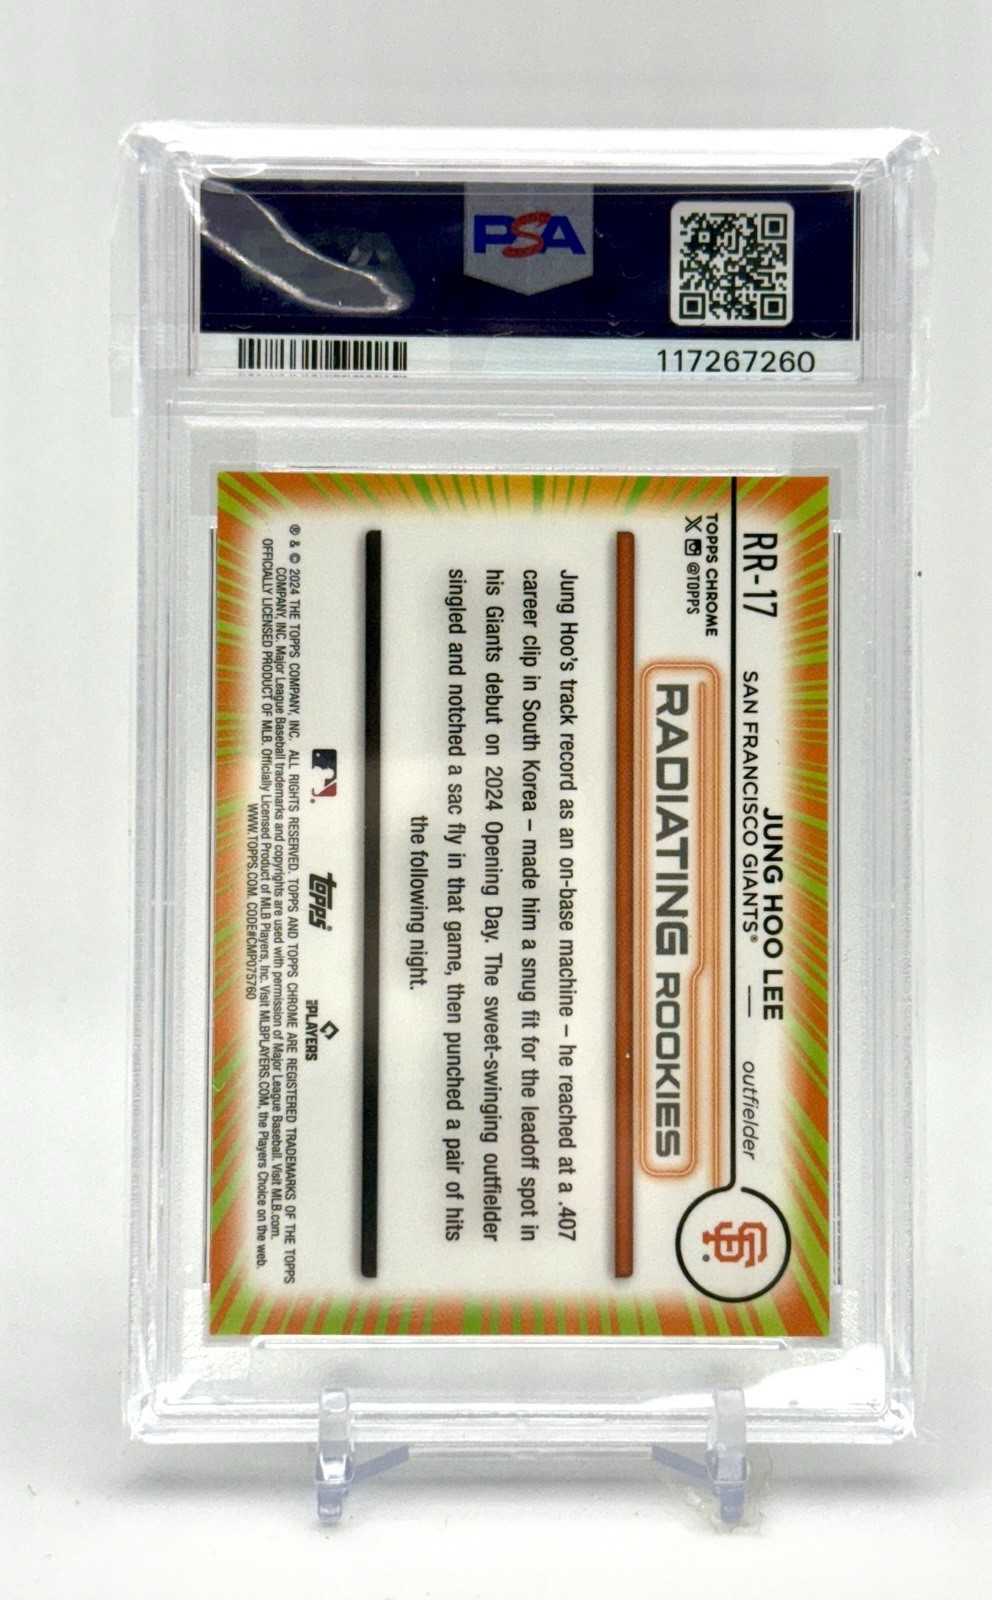 PSA
117267260
RR-17
JUNG HOO LEE
SAN FRANCISCO GIANTS®
outfielder
SF
TOPPS CHROME
X @TOPPS
RADIATING ROOKIES
Jung Hoo's track record as an on-base machine – he reached at a .407
career clip in South Korea – made him a snug fit for the leadoff spot in
his Giants debut on 2024 Opening Day. The sweet-swinging outfielder
singled and notched a sac fly in that game, then punched a pair of hits
the following night.
topps®
MLB PLAYERS
® & © 2024 THE TOPPS COMPANY, INC. ALL RIGHTS RESERVED. TOPPS AND TOPPS CHROME ARE REGISTERED TRADEMARKS OF THE TOPPS
COMPANY, INC. Major League Baseball trademarks and copyrights are used with permission of Major League Baseball. Visit MLB.com.
OFFICIALLY LICENSED PRODUCT OF MLB PLAYERS, INC. Officially Licensed Product of MLB Players, Inc. Visit MLBPLAYERS.COM, the Players Choice on the web.
WWW.TOPPS.COM. CODE#CMP075760